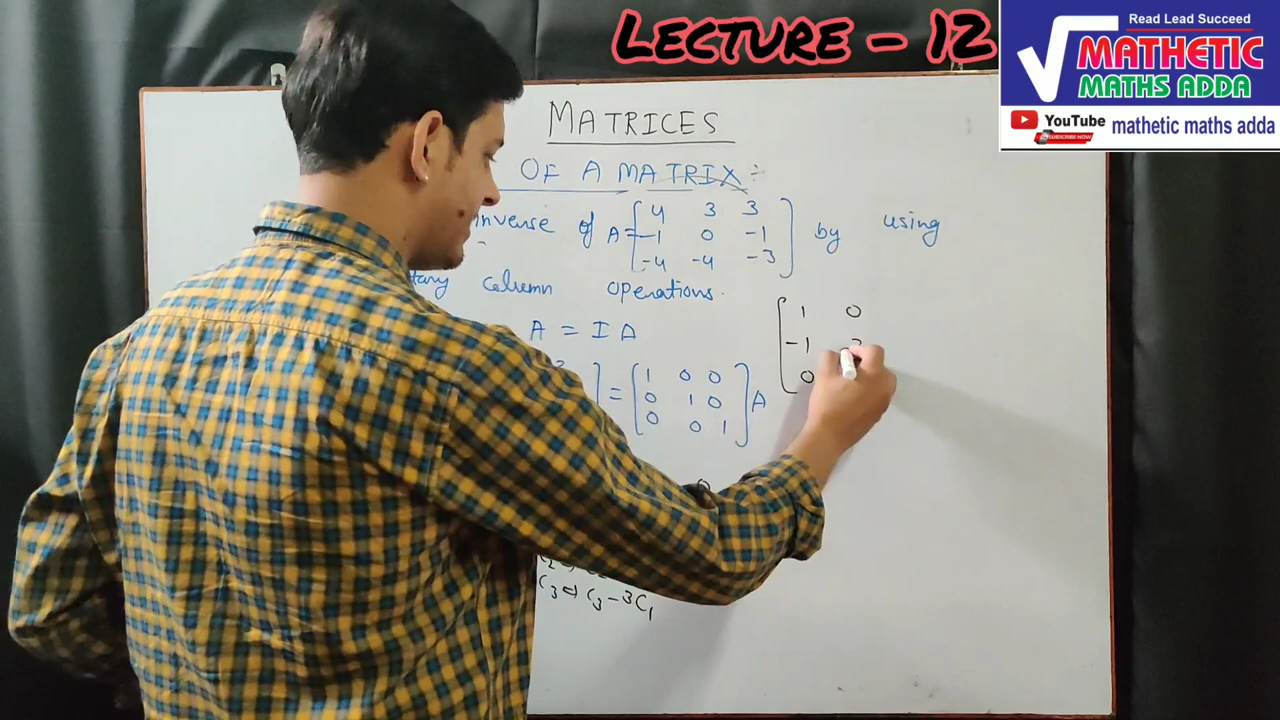 LECTURE - 12
Read Lead Succeed
MATHETIC
MATHS ADDA
YouTube
SUBSCRIBE NOW
mathetic maths adda
MATRICES
OF A MATRIX :-
inverse of A = [ 4 3 3 by using
-1 0 -1
-4 -4 -3 ]
column operations.
A = I A
= [ 1 0 0
0 1 0
0 0 1 ] A
[ 1 0
-1
0
C3 → C3 - 3C1